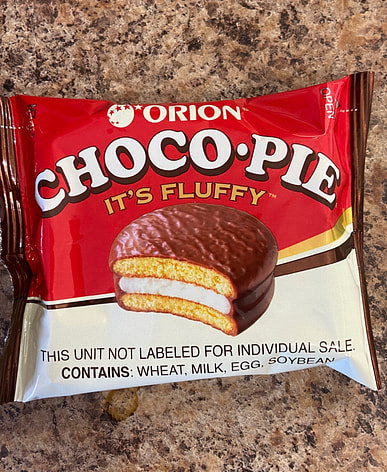 ORION
OPEN
CHOCO•PIE
IT'S FLUFFY™
THIS UNIT NOT LABELED FOR INDIVIDUAL SALE.
CONTAINS: WHEAT, MILK, EGG, SOYBEAN